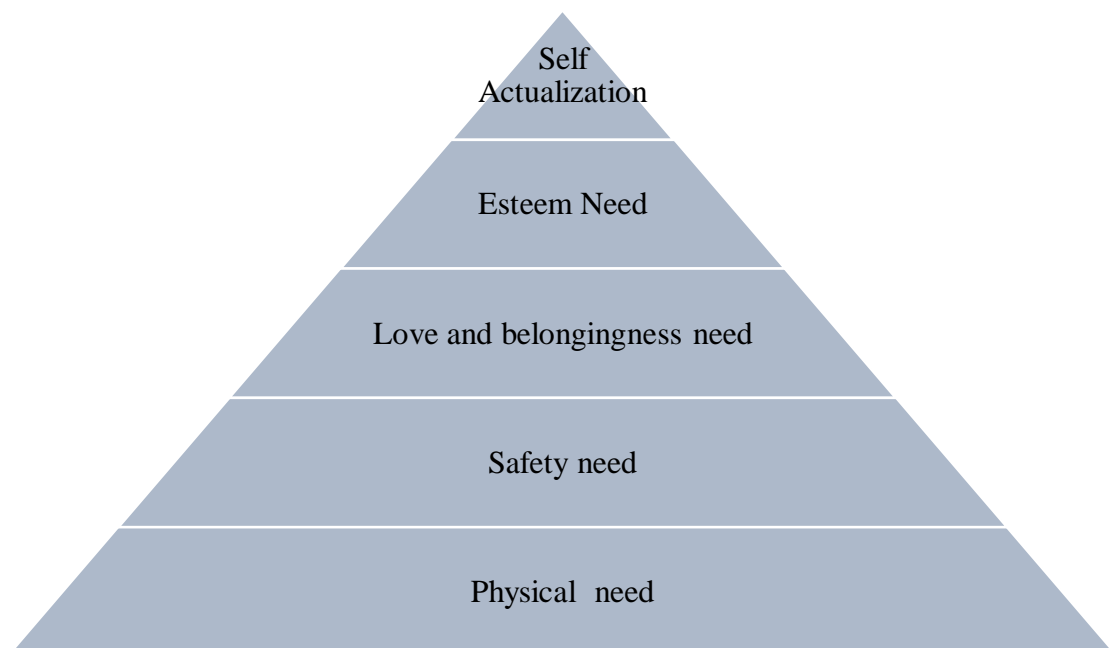 Self
Actualization
Esteem Need
Love and belongingness need
Safety need
Physical need